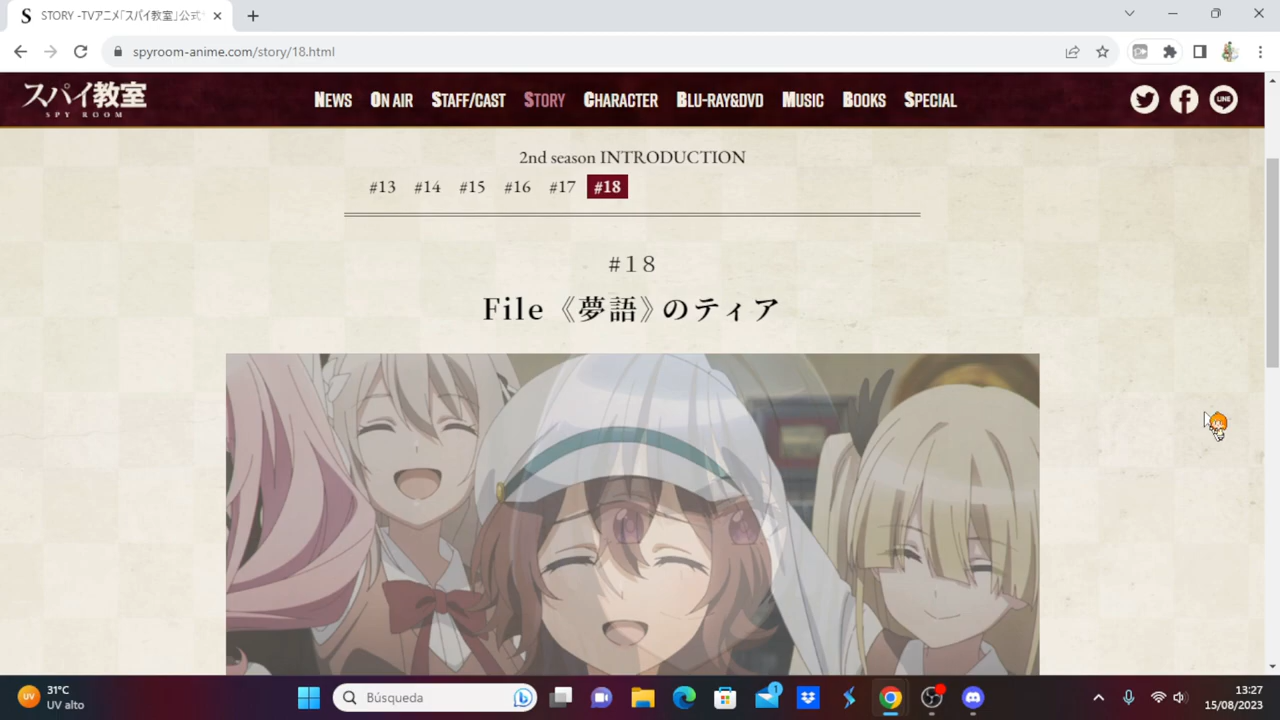 STORY -TVアニメ「スパイ教室」公式
spyroom-anime.com/story/18.html
スパイ教室
SPY ROOM
NEWS ON AIR STAFF/CAST STORY CHARACTER BLU-RAY&DVD MUSIC BOOKS SPECIAL
LINE
2nd season INTRODUCTION
#13 #14 #15 #16 #17 #18
#18
File《夢語》のティア
UV
31°C
UV alto
Búsqueda
1
13:27
15/08/2023